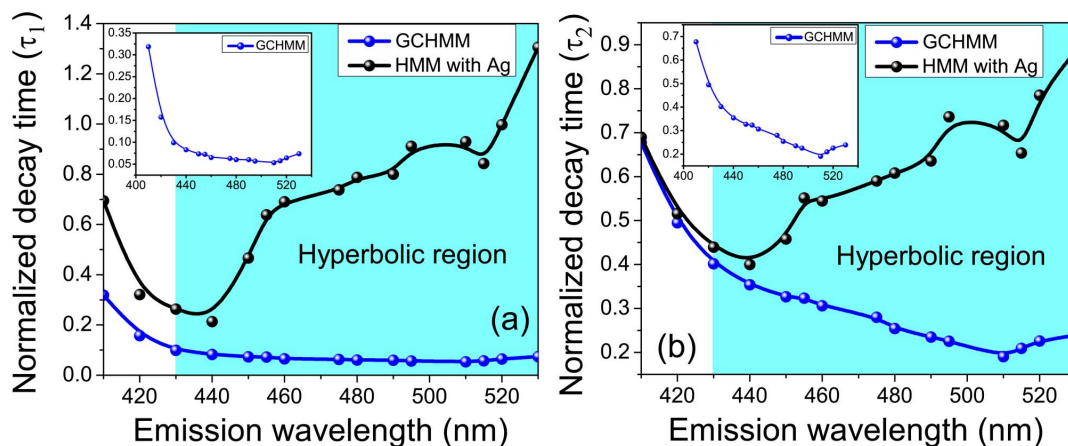 Normalized decay time (τ1)
1.4
1.2
1.0
0.8
0.6
0.4
0.2
0.0
0.35
0.30
0.25
0.20
0.15
0.10
0.05
400 440 480 520
GCHMM
GCHMM
HMM with Ag
Hyperbolic region
(a)
420 440 460 480 500 520
Emission wavelength (nm)
Normalized decay time (τ2)
0.9
0.8
0.7
0.6
0.5
0.4
0.3
0.2
0.7
0.6
0.5
0.4
0.3
0.2
400 440 480 520
GCHMM
GCHMM
HMM with Ag
Hyperbolic region
(b)
420 440 460 480 500 520
Emission wavelength (nm)